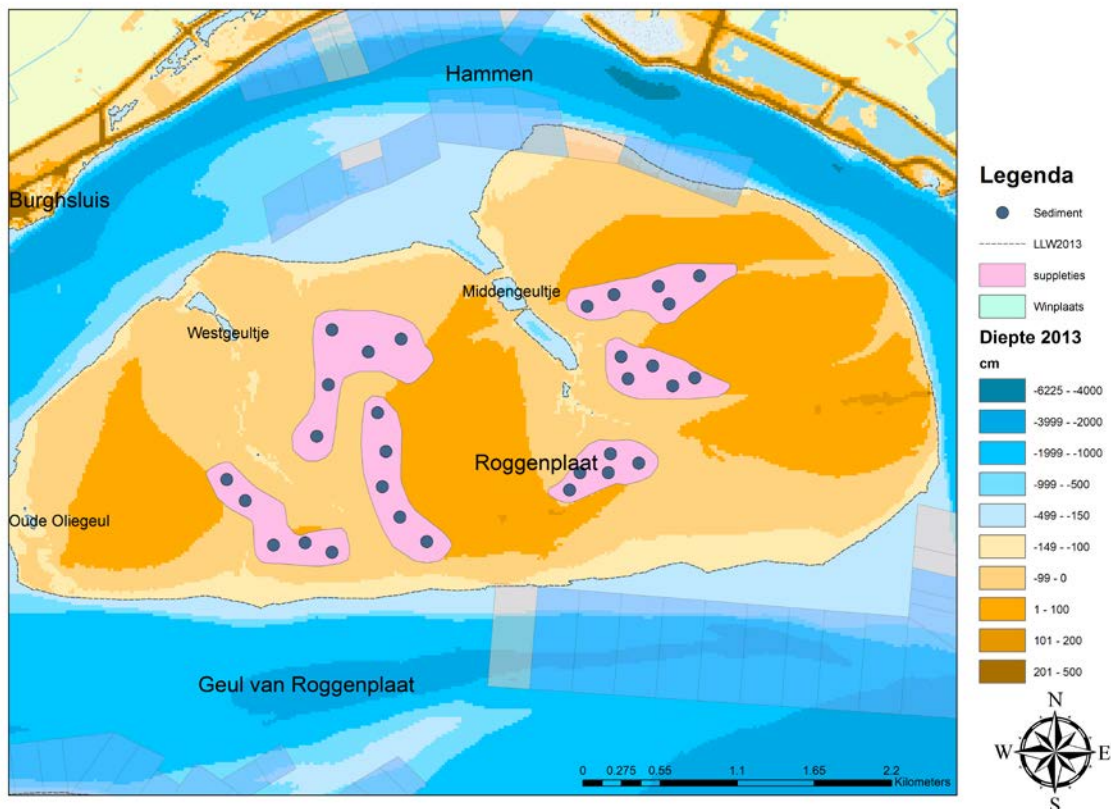 Hammen
Burghsluis
Middengeultje
Westgeultje
Roggenplaat
Oude Oliegeul
Geul van Roggenplaat
0 0.275 0.55 1.1 1.65 2.2
Kilometers
Legenda
Sediment
LLW2013
suppleties
Winplaats
Diepte 2013
cm
-6225 - -4000
-3999 - -2000
-1999 - -1000
-999 - -500
-499 - -150
-149 - -100
-99 - 0
1 - 100
101 - 200
201 - 500
N
W E
S